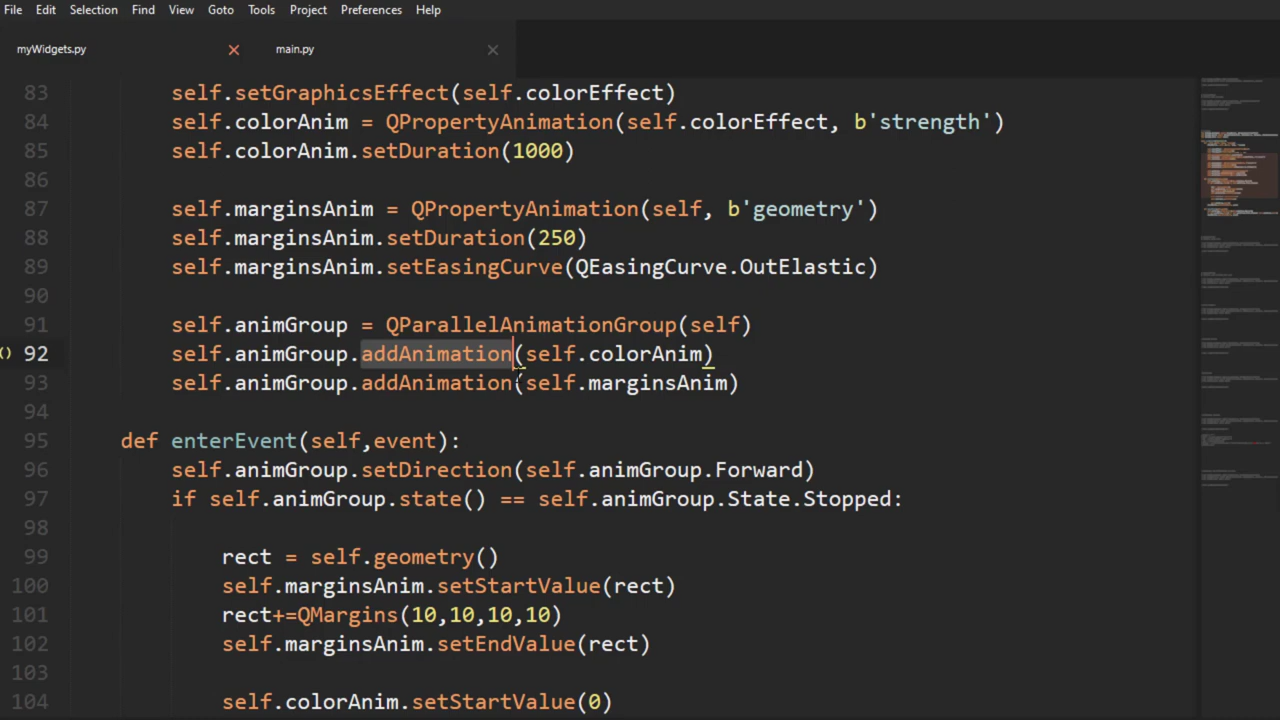 File Edit Selection Find View Goto Tools Project Preferences Help
myWidgets.py main.py
83 self.setGraphicsEffect(self.colorEffect)
84 self.colorAnim = QPropertyAnimation(self.colorEffect, b'strength')
85 self.colorAnim.setDuration(1000)
86
87 self.marginsAnim = QPropertyAnimation(self, b'geometry')
88 self.marginsAnim.setDuration(250)
89 self.marginsAnim.setEasingCurve(QEasingCurve.OutElastic)
90
91 self.animGroup = QParallelAnimationGroup(self)
() 92 self.animGroup.addAnimation(self.colorAnim)
93 self.animGroup.addAnimation(self.marginsAnim)
94
95 def enterEvent(self,event):
96 self.animGroup.setDirection(self.animGroup.Forward)
97 if self.animGroup.state() == self.animGroup.State.Stopped:
98
99 rect = self.geometry()
100 self.marginsAnim.setStartValue(rect)
101 rect+=QMargins(10,10,10,10)
102 self.marginsAnim.setEndValue(rect)
103
104 self.colorAnim.setStartValue(0)